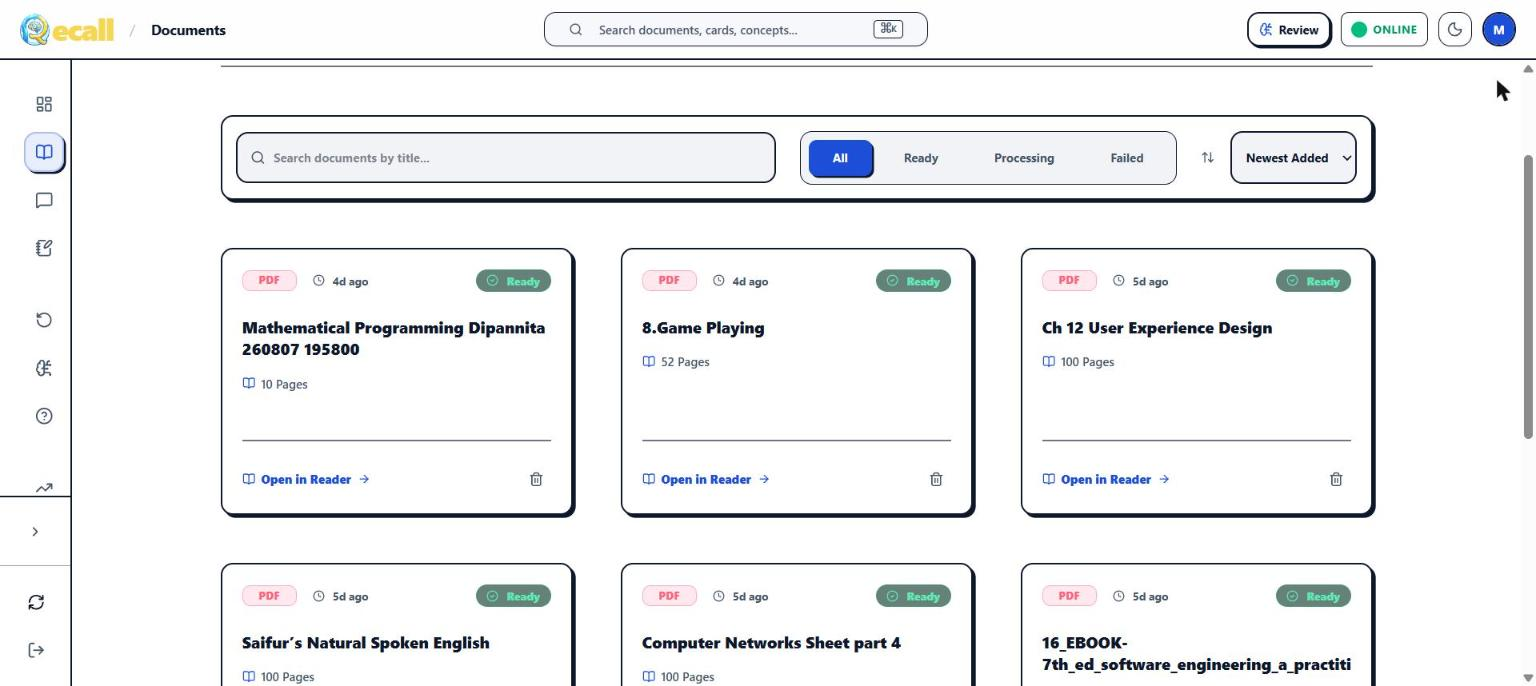 Recall / Documents
Search documents, cards, concepts...
⌘K
Review
ONLINE
M
Search documents by title...
All
Ready
Processing
Failed
Newest Added
PDF
4d ago
Ready
Mathematical Programming Dipannita
260807 195800
10 Pages
Open in Reader →
PDF
4d ago
Ready
8.Game Playing
52 Pages
Open in Reader →
PDF
5d ago
Ready
Ch 12 User Experience Design
100 Pages
Open in Reader →
PDF
5d ago
Ready
Saifur’s Natural Spoken English
100 Pages
PDF
5d ago
Ready
Computer Networks Sheet part 4
100 Pages
PDF
5d ago
Ready
16_EBOOK-
7th_ed_software_engineering_a_practiti